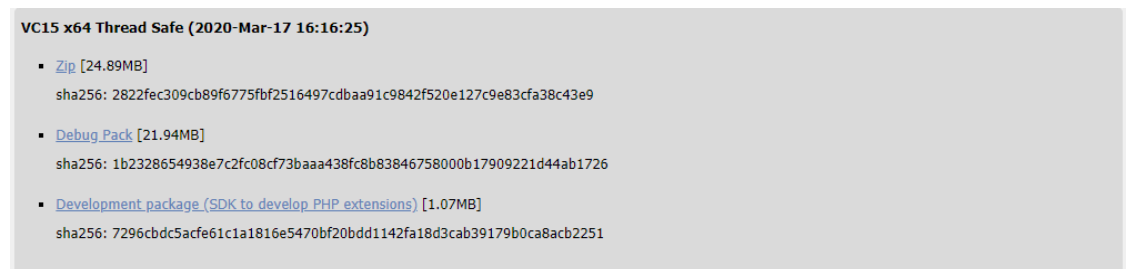 VC15 x64 Thread Safe (2020-Mar-17 16:16:25)
Zip [24.89MB]
sha256: 2822fec309cb89f6775fbf2516497cdbaa91c9842f520e127c9e83cfa38c43e9
Debug Pack [21.94MB]
sha256: 1b2328654938e7c2fc08cf73baaa438fc8b83846758000b17909221d44ab1726
Development package (SDK to develop PHP extensions) [1.07MB]
sha256: 7296cbdc5acfe61c1a1816e5470bf20bdd1142fa18d3cab39179b0ca8acb2251